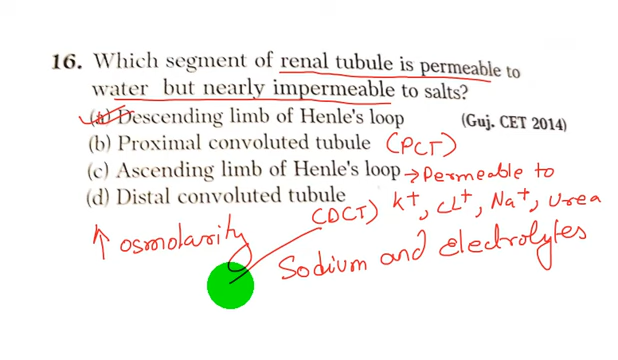 16. Which segment of renal tubule is permeable to
water but nearly impermeable to salts?
(a) Descending limb of Henle's loop (Guj. CET 2014)
(b) Proximal convoluted tubule (PCT)
(c) Ascending limb of Henle's loop → Permeable to
(d) Distal convoluted tubule
(DCT) K+, CL+, Na+, Urea
↑ osmolarity
Sodium and Electrolytes